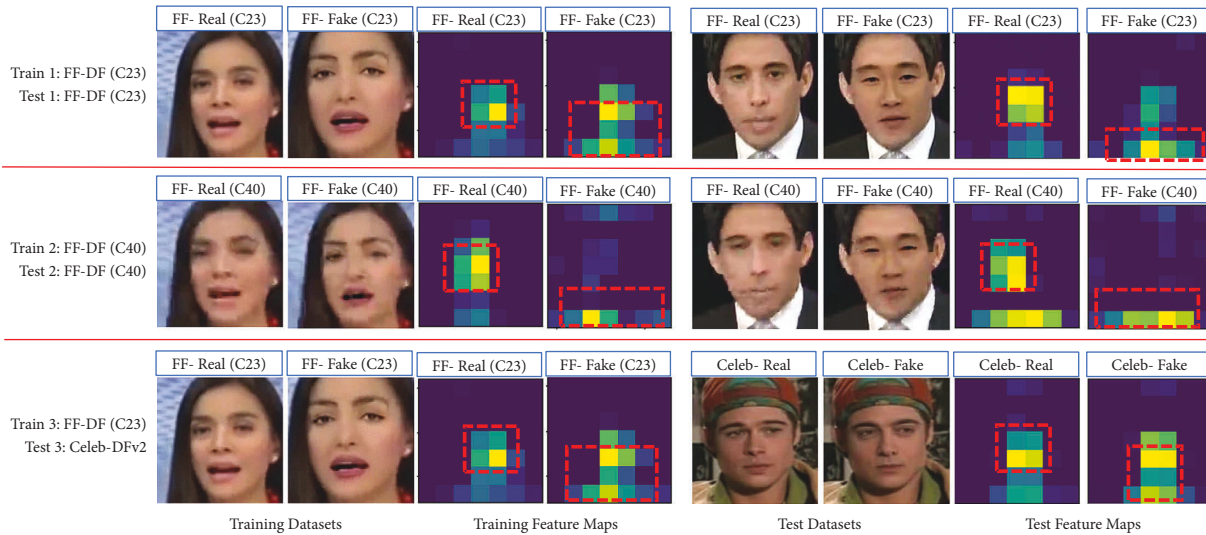 FF- Real (C23)
FF- Fake (C23)
FF- Real (C23)
FF- Fake (C23)
FF- Real (C23)
FF- Fake (C23)
FF- Real (C23)
FF- Fake (C23)
Train 1: FF-DF (C23)
Test 1: FF-DF (C23)
FF- Real (C40)
FF- Fake (C40)
FF- Real (C40)
FF- Fake (C40)
FF- Real (C40)
FF- Fake (C40)
FF- Real (C40)
FF- Fake (C40)
Train 2: FF-DF (C40)
Test 2: FF-DF (C40)
FF- Real (C23)
FF- Fake (C23)
FF- Real (C23)
FF- Fake (C23)
Celeb- Real
Celeb- Fake
Celeb- Real
Celeb- Fake
Train 3: FF-DF (C23)
Test 3: Celeb-DFv2
Training Datasets
Training Feature Maps
Test Datasets
Test Feature Maps